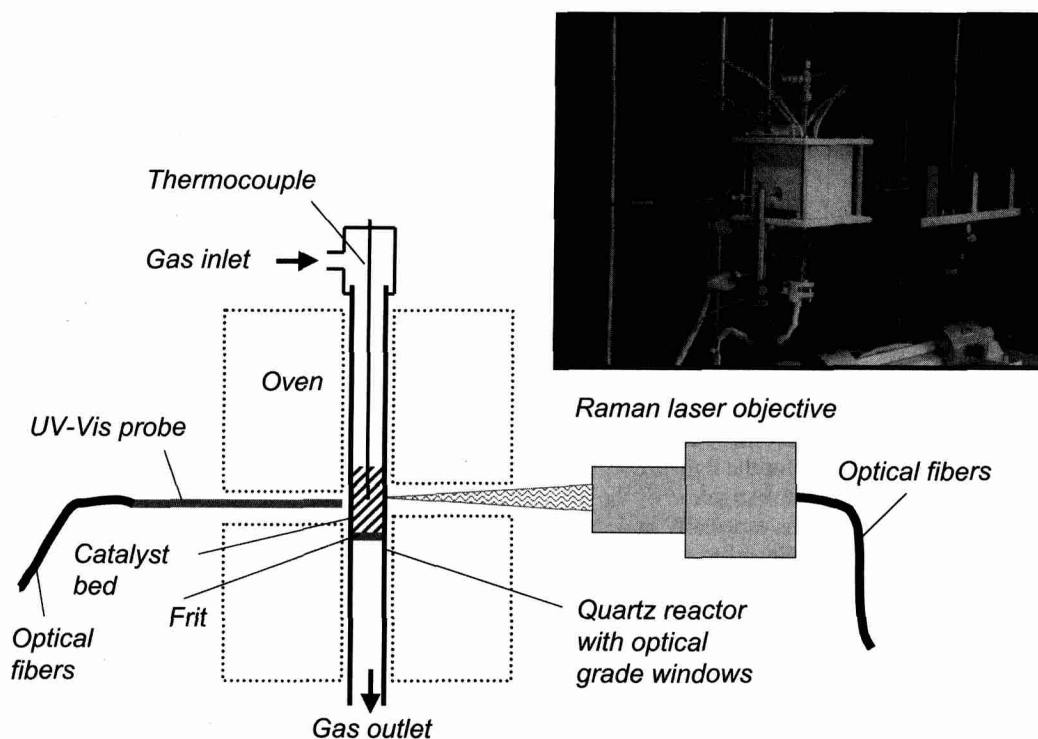 Thermocouple
Gas inlet
Oven
UV-Vis probe
Raman laser objective
Optical fibers
Catalyst
bed
Frit
Optical
fibers
Quartz reactor
with optical
grade windows
Gas outlet